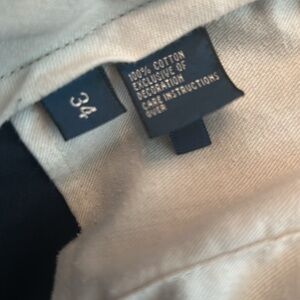 34
100% COTTON
EXCLUSIVE OF
DECORATION
CARE INSTRUCTIONS
OVER